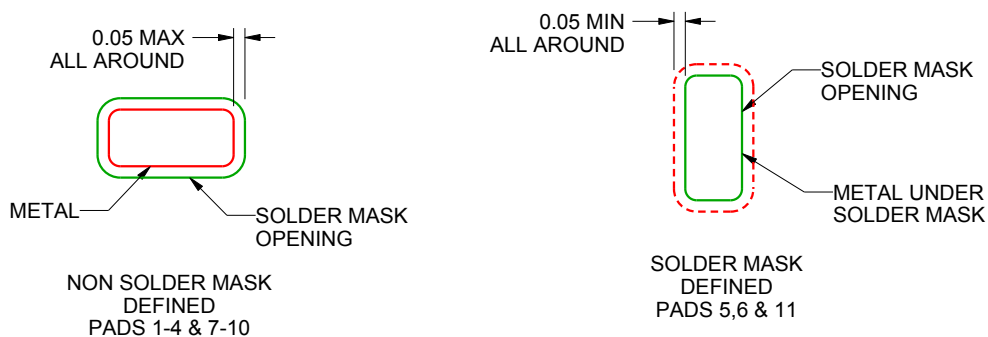 0.05 MAX
ALL AROUND
METAL
SOLDER MASK
OPENING
NON SOLDER MASK
DEFINED
PADS 1-4 & 7-10
0.05 MIN
ALL AROUND
SOLDER MASK
OPENING
METAL UNDER
SOLDER MASK
SOLDER MASK
DEFINED
PADS 5,6 & 11